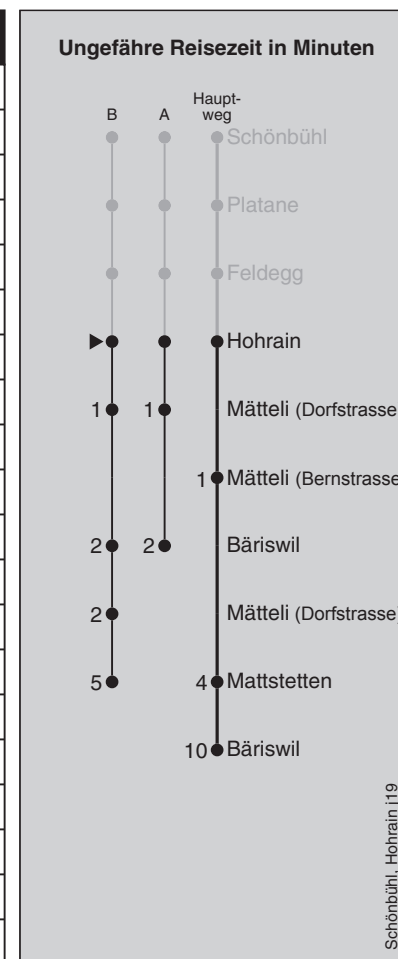 Ungefähre Reisezeit in Minuten
B A Haupt-
weg
Schönbühl
Platane
Feldegg
Hohrain
1 1 Mätteli (Dorfstrasse
1 Mätteli (Bernstrasse
2 2 Bäriswil
2 Mätteli (Dorfstrasse)
5 4 Mattstetten
10 Bäriswil
Schönbühl, Hohrain i19